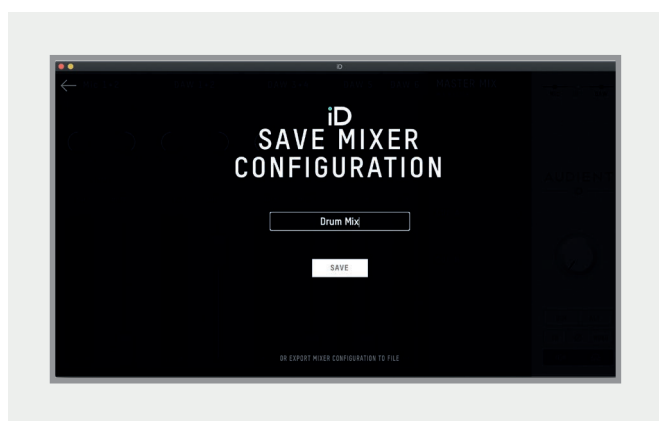 iD
iD
SAVE MIXER
CONFIGURATION
Drum Mix
SAVE
OR EXPORT MIXER CONFIGURATION TO FILE